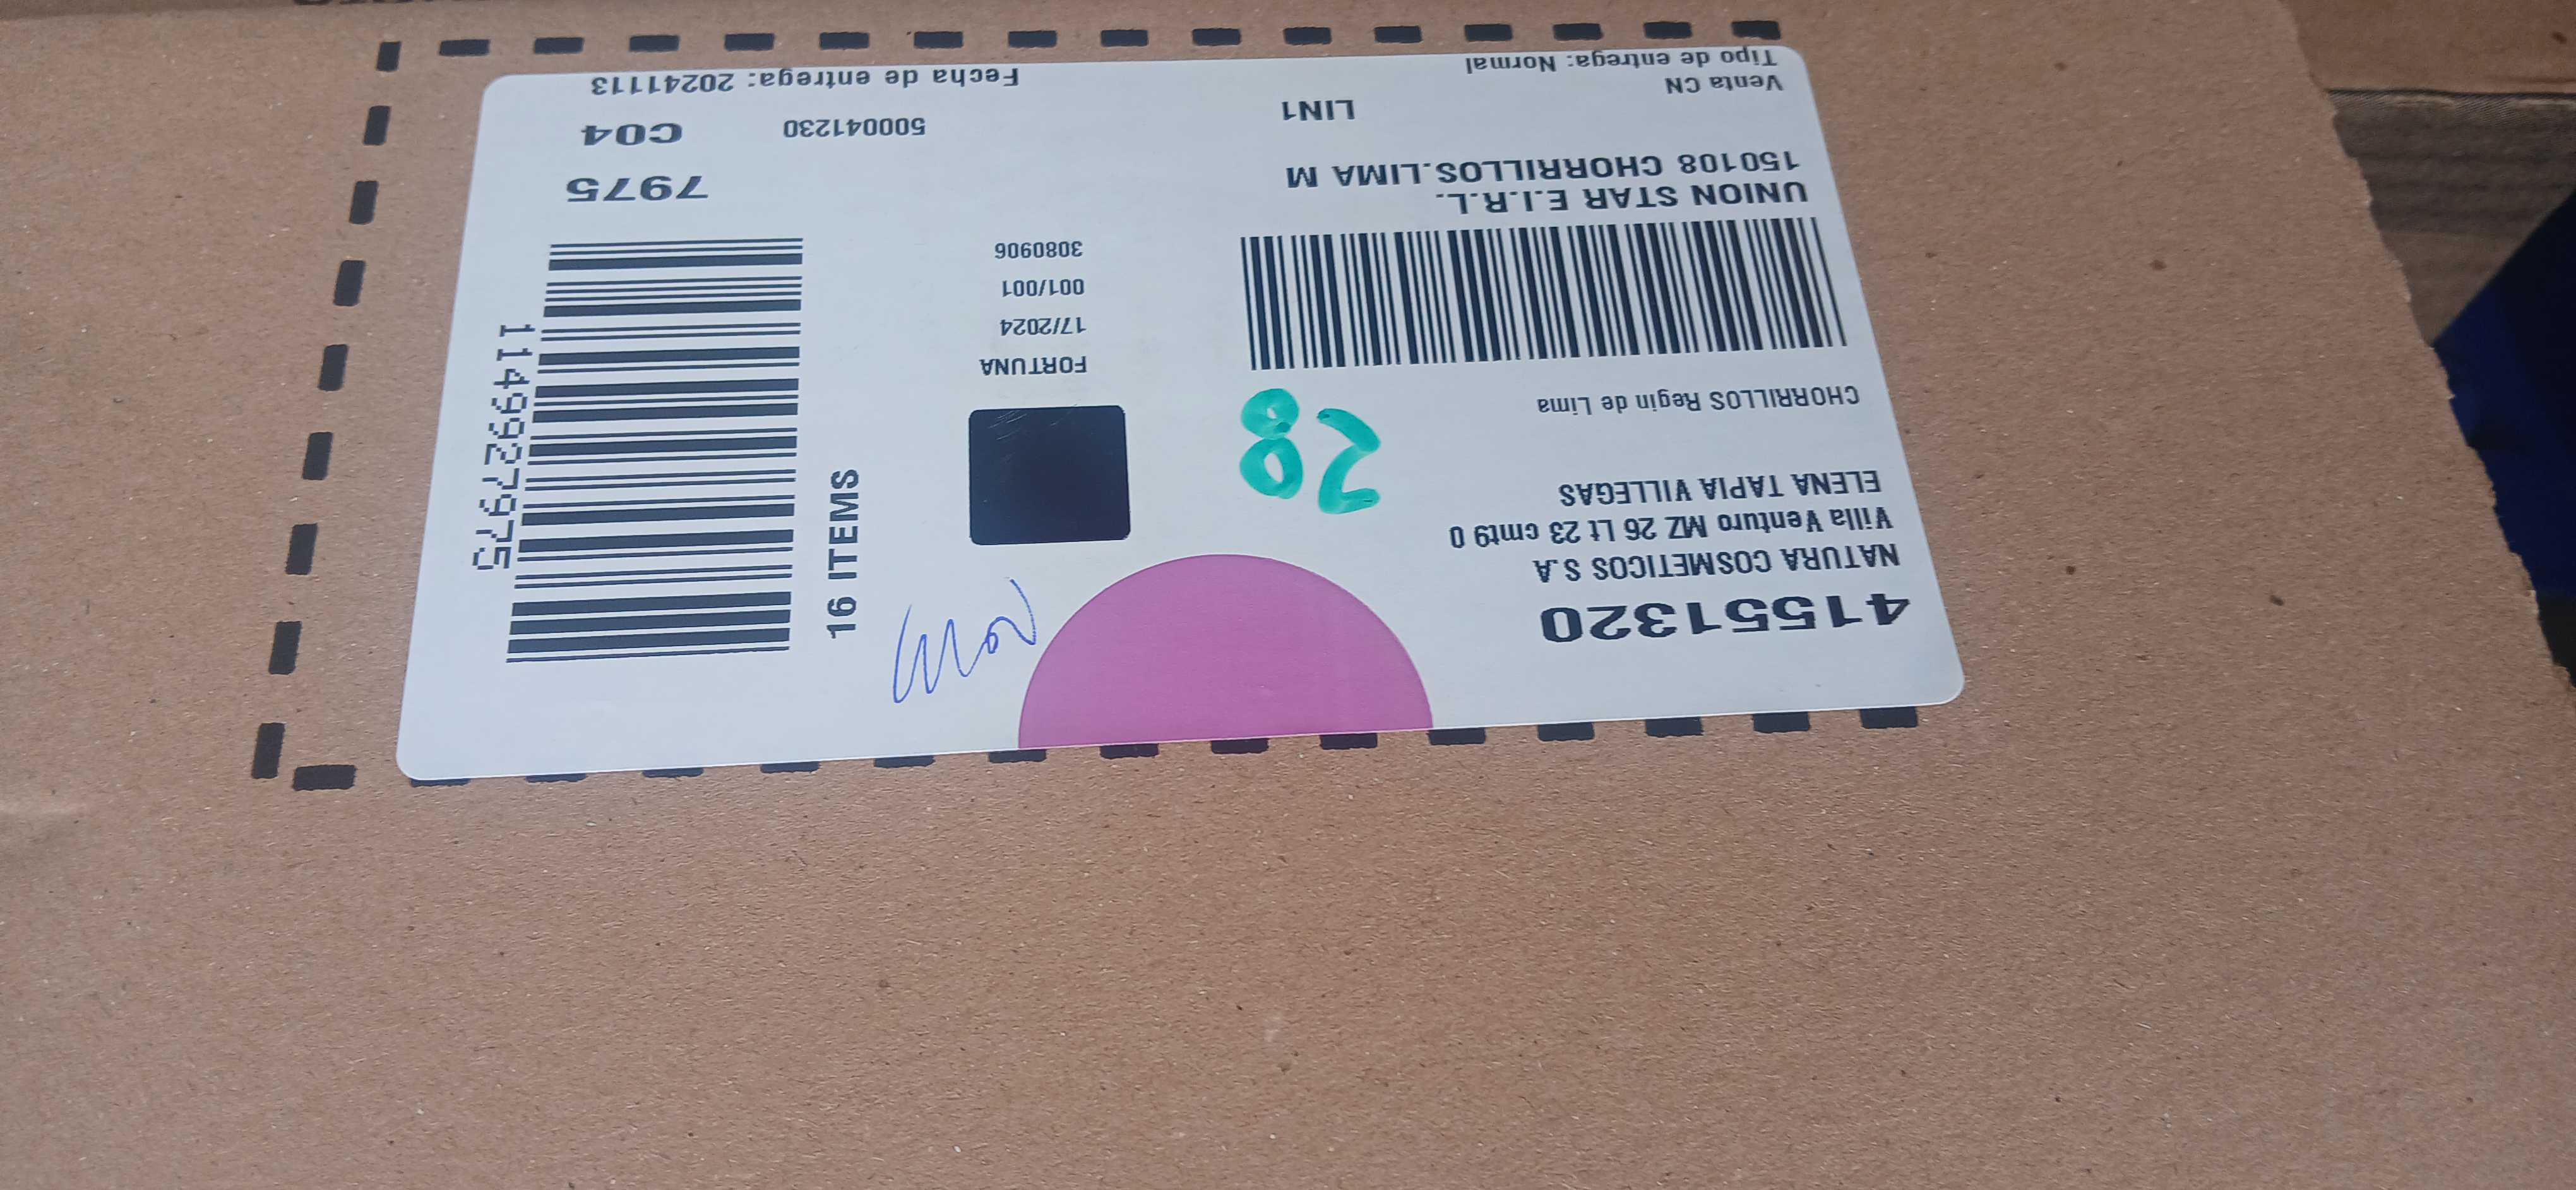 41551320
NATURA COSMETICOS S.A
Villa Venturo MZ 26 Lt 23 cmt9 0
ELENA TAPIA VILLEGAS
CHORRILLOS Regin de Lima
UNION STAR E.I.R.L.
150108 CHORRILLOS.LIMA M
LIN1
Venta CN
Tipo de entrega: Normal
28
FORTUNA
17/2024
001/001
3080906
16 ITEMS
1149927975
7975
500041230
C04
Fecha de entrega: 20241113